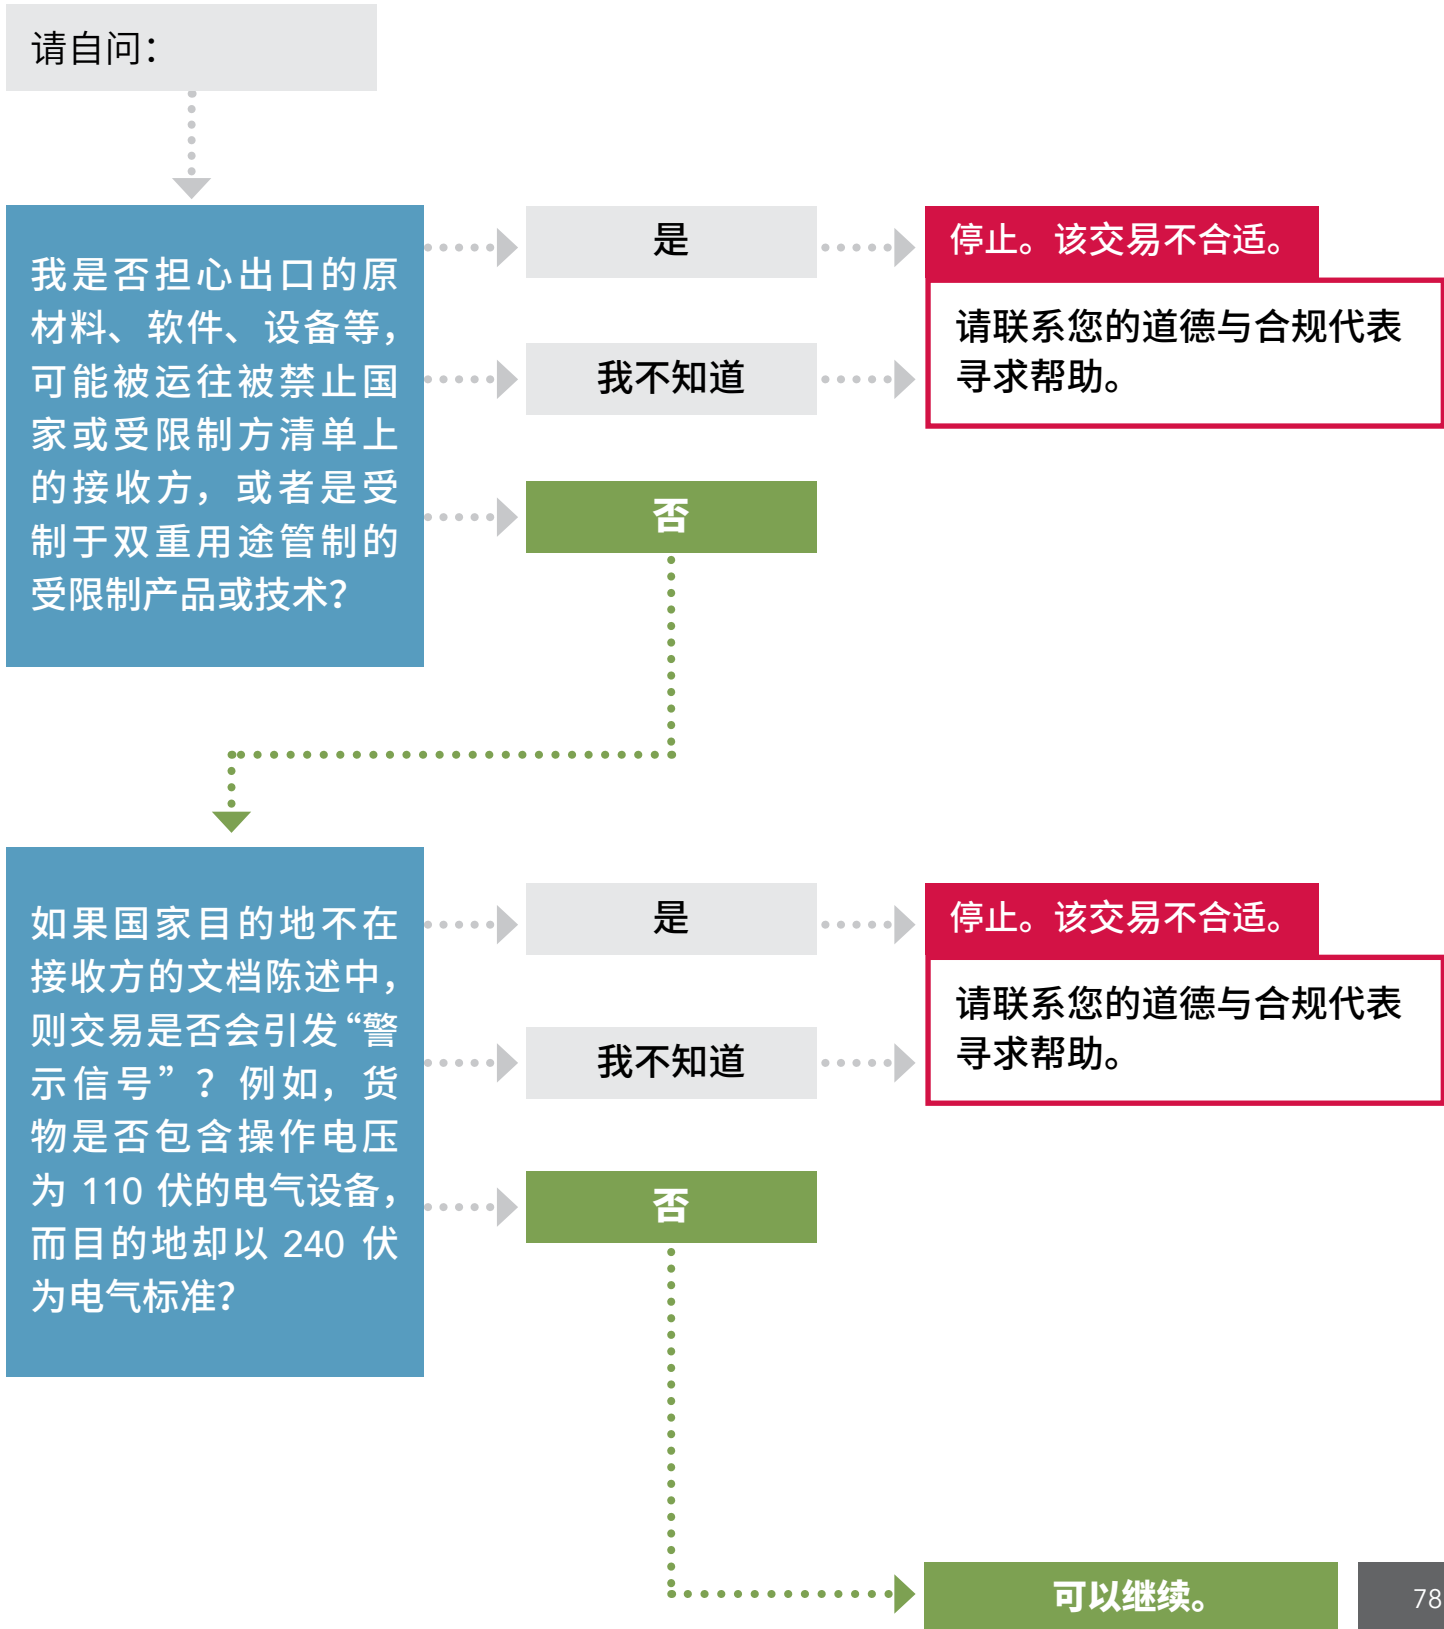 请自问：
我是否担心出口的原
材料、软件、设备等，
可能被运往被禁止国
家或受限制方清单上
的接收方，或者是受
制于双重用途管制的
受限制产品或技术？
是
停止。该交易不合适。
我不知道
请联系您的道德与合规代表
寻求帮助。
否
如果国家目的地不在
接收方的文档陈述中，
则交易是否会引发“警
示信号”？例如，货
物是否包含操作电压
为 110 伏的电气设备，
而目的地却以 240 伏
为电气标准？
是
停止。该交易不合适。
我不知道
请联系您的道德与合规代表
寻求帮助。
否
可以继续。
78